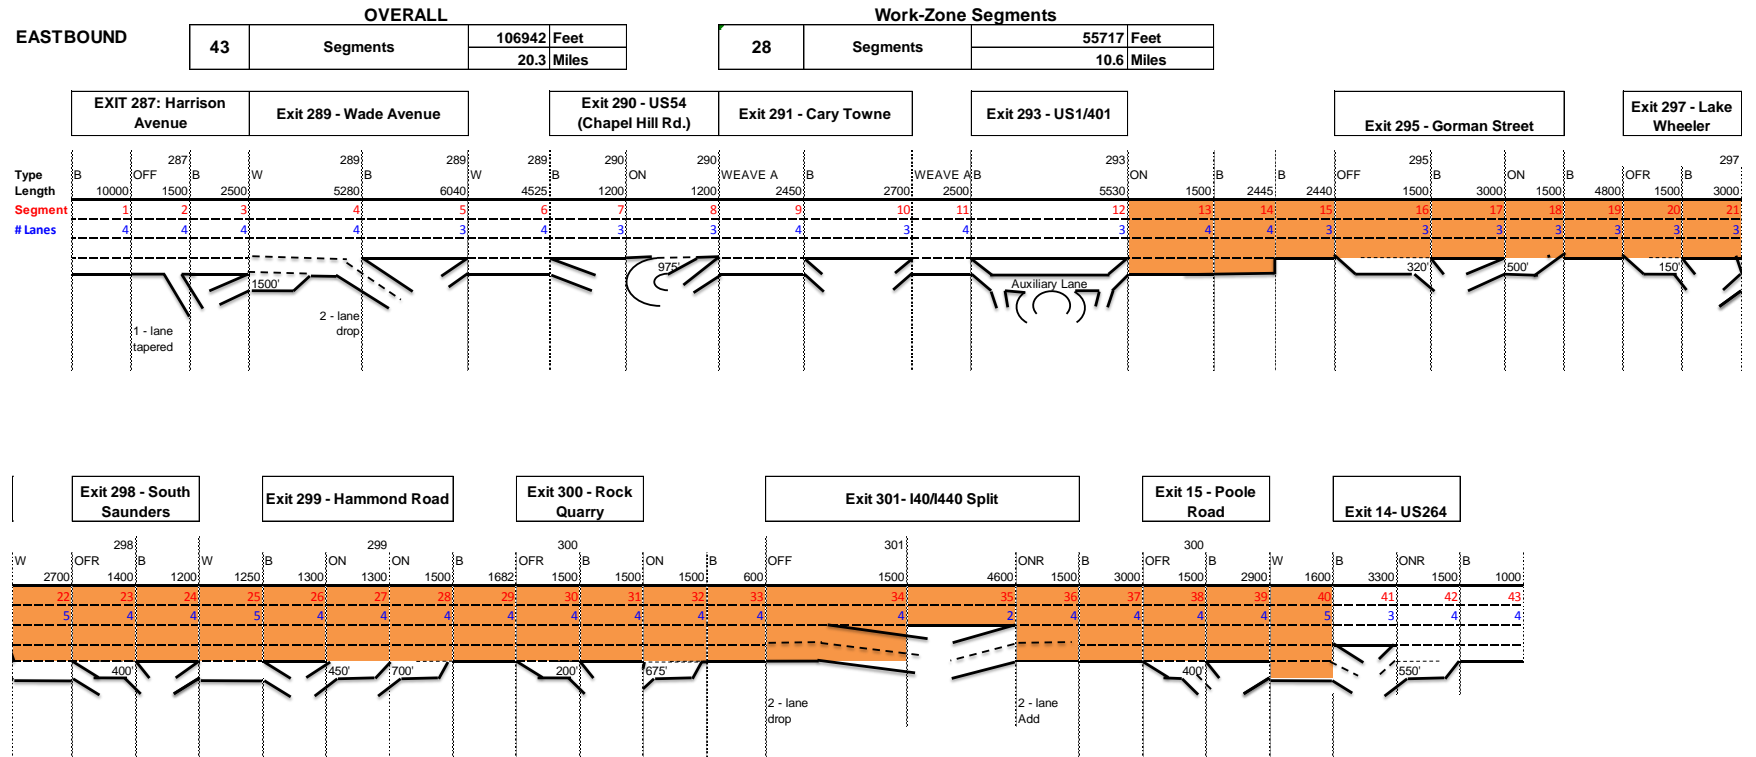 OVERALL
Work-Zone Segments
EASTBOUND
43 Segments 106942 Feet
20.3 Miles
28 Segments 55717 Feet
10.6 Miles
EXIT 287: Harrison
Avenue
Exit 289 - Wade Avenue
Exit 290 - US54
(Chapel Hill Rd.)
Exit 291 - Cary Towne
Exit 293 - US1/401
Exit 295 - Gorman Street
Exit 297 - Lake
Wheeler
287 289 289 289 290 290 293 295 297
Type B OFF B W B W B ON WEAVE A B WEAVE A B ON B B OFF B ON B OFR B
Length 10000 1500 2500 5280 6040 4525 1200 1200 2450 2700 2500 5530 1500 2445 2440 1500 3000 1500 4800 1500 3000
Segment 1 2 3 4 5 6 7 8 9 10 11 12 13 14 15 16 17 18 19 20 21
# Lanes 4 4 4 4 3 4 3 3 4 3 4 3 4 4 3 3 3 3 3 3 3
975' 320' 500' 150'
1500' Auxiliary Lane
2 - lane
drop
1 - lane
tapered
Exit 298 - South
Saunders
Exit 299 - Hammond Road
Exit 300 - Rock
Quarry
Exit 301- I40/I440 Split
Exit 15 - Poole
Road
Exit 14- US264
298 299 300 301 300
W OFR B W B ON ON B OFR B ON B OFF ONR B OFR B W B ONR B
2700 1400 1200 1250 1300 1300 1500 1682 1500 1500 1500 600 1500 4600 1500 3000 1500 2900 1600 3300 1500 1000
22 23 24 25 26 27 28 29 30 31 32 33 34 35 36 37 38 39 40 41 42 43
5 4 4 5 4 4 4 4 4 4 4 4 4 2 4 4 4 4 5 3 4 4
400' 450' 700' 200' 675' 400' 550'
2 - lane
drop
2 - lane
Add